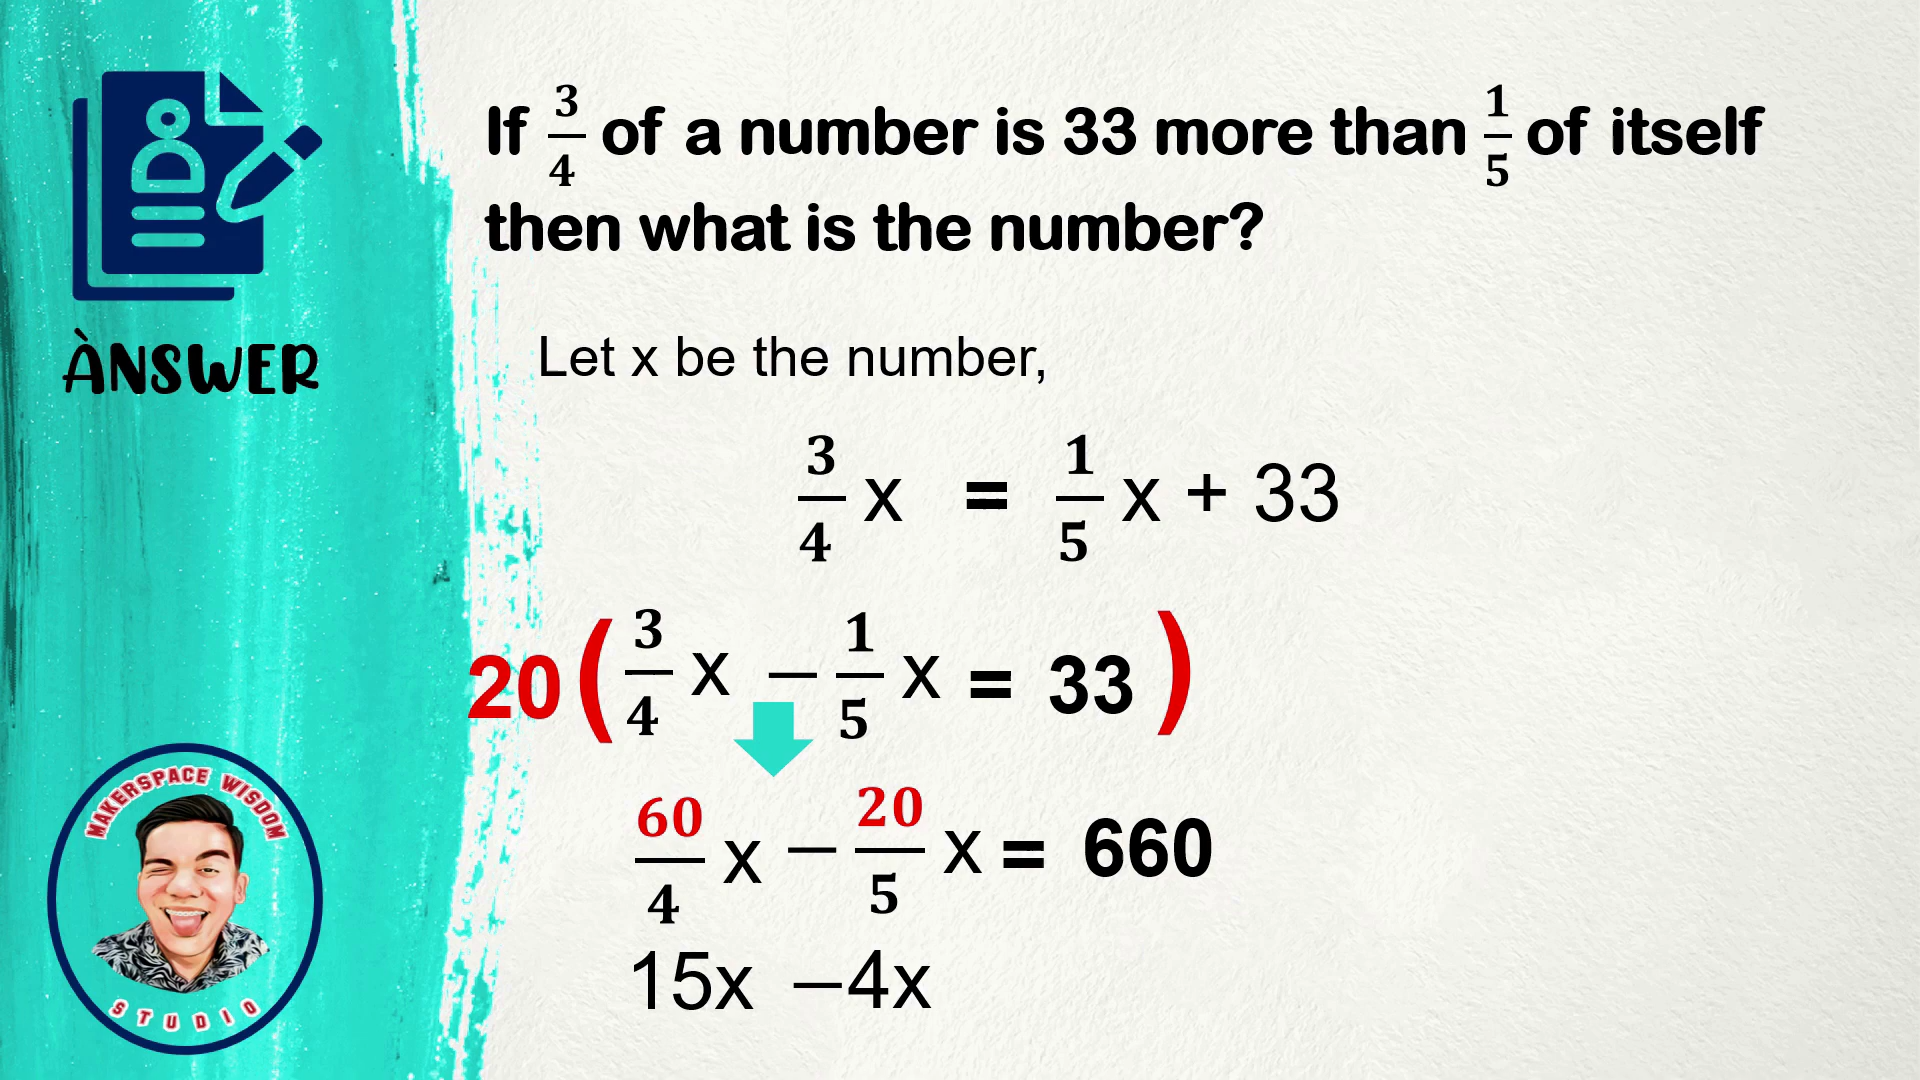 If 3/4 of a number is 33 more than 1/5 of itself
then what is the number?
ÀNSWER
Let x be the number,
3/4 x = 1/5 x + 33
20 ( 3/4 x – 1/5 x = 33 )
60/4 x – 20/5 x = 660
15x –4x
MAKERSPACE WISDOM
STUDIO